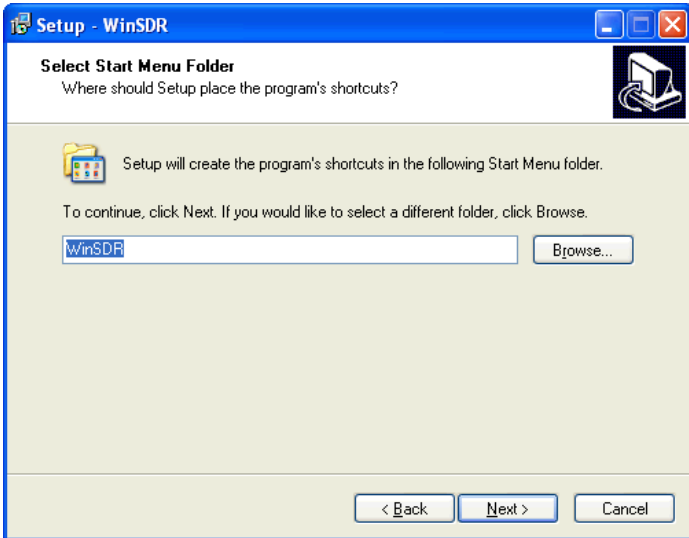 Setup - WinSDR
Select Start Menu Folder
Where should Setup place the program's shortcuts?
Setup will create the program's shortcuts in the following Start Menu folder.
To continue, click Next. If you would like to select a different folder, click Browse.
WinSDR
Browse...
< Back
Next >
Cancel